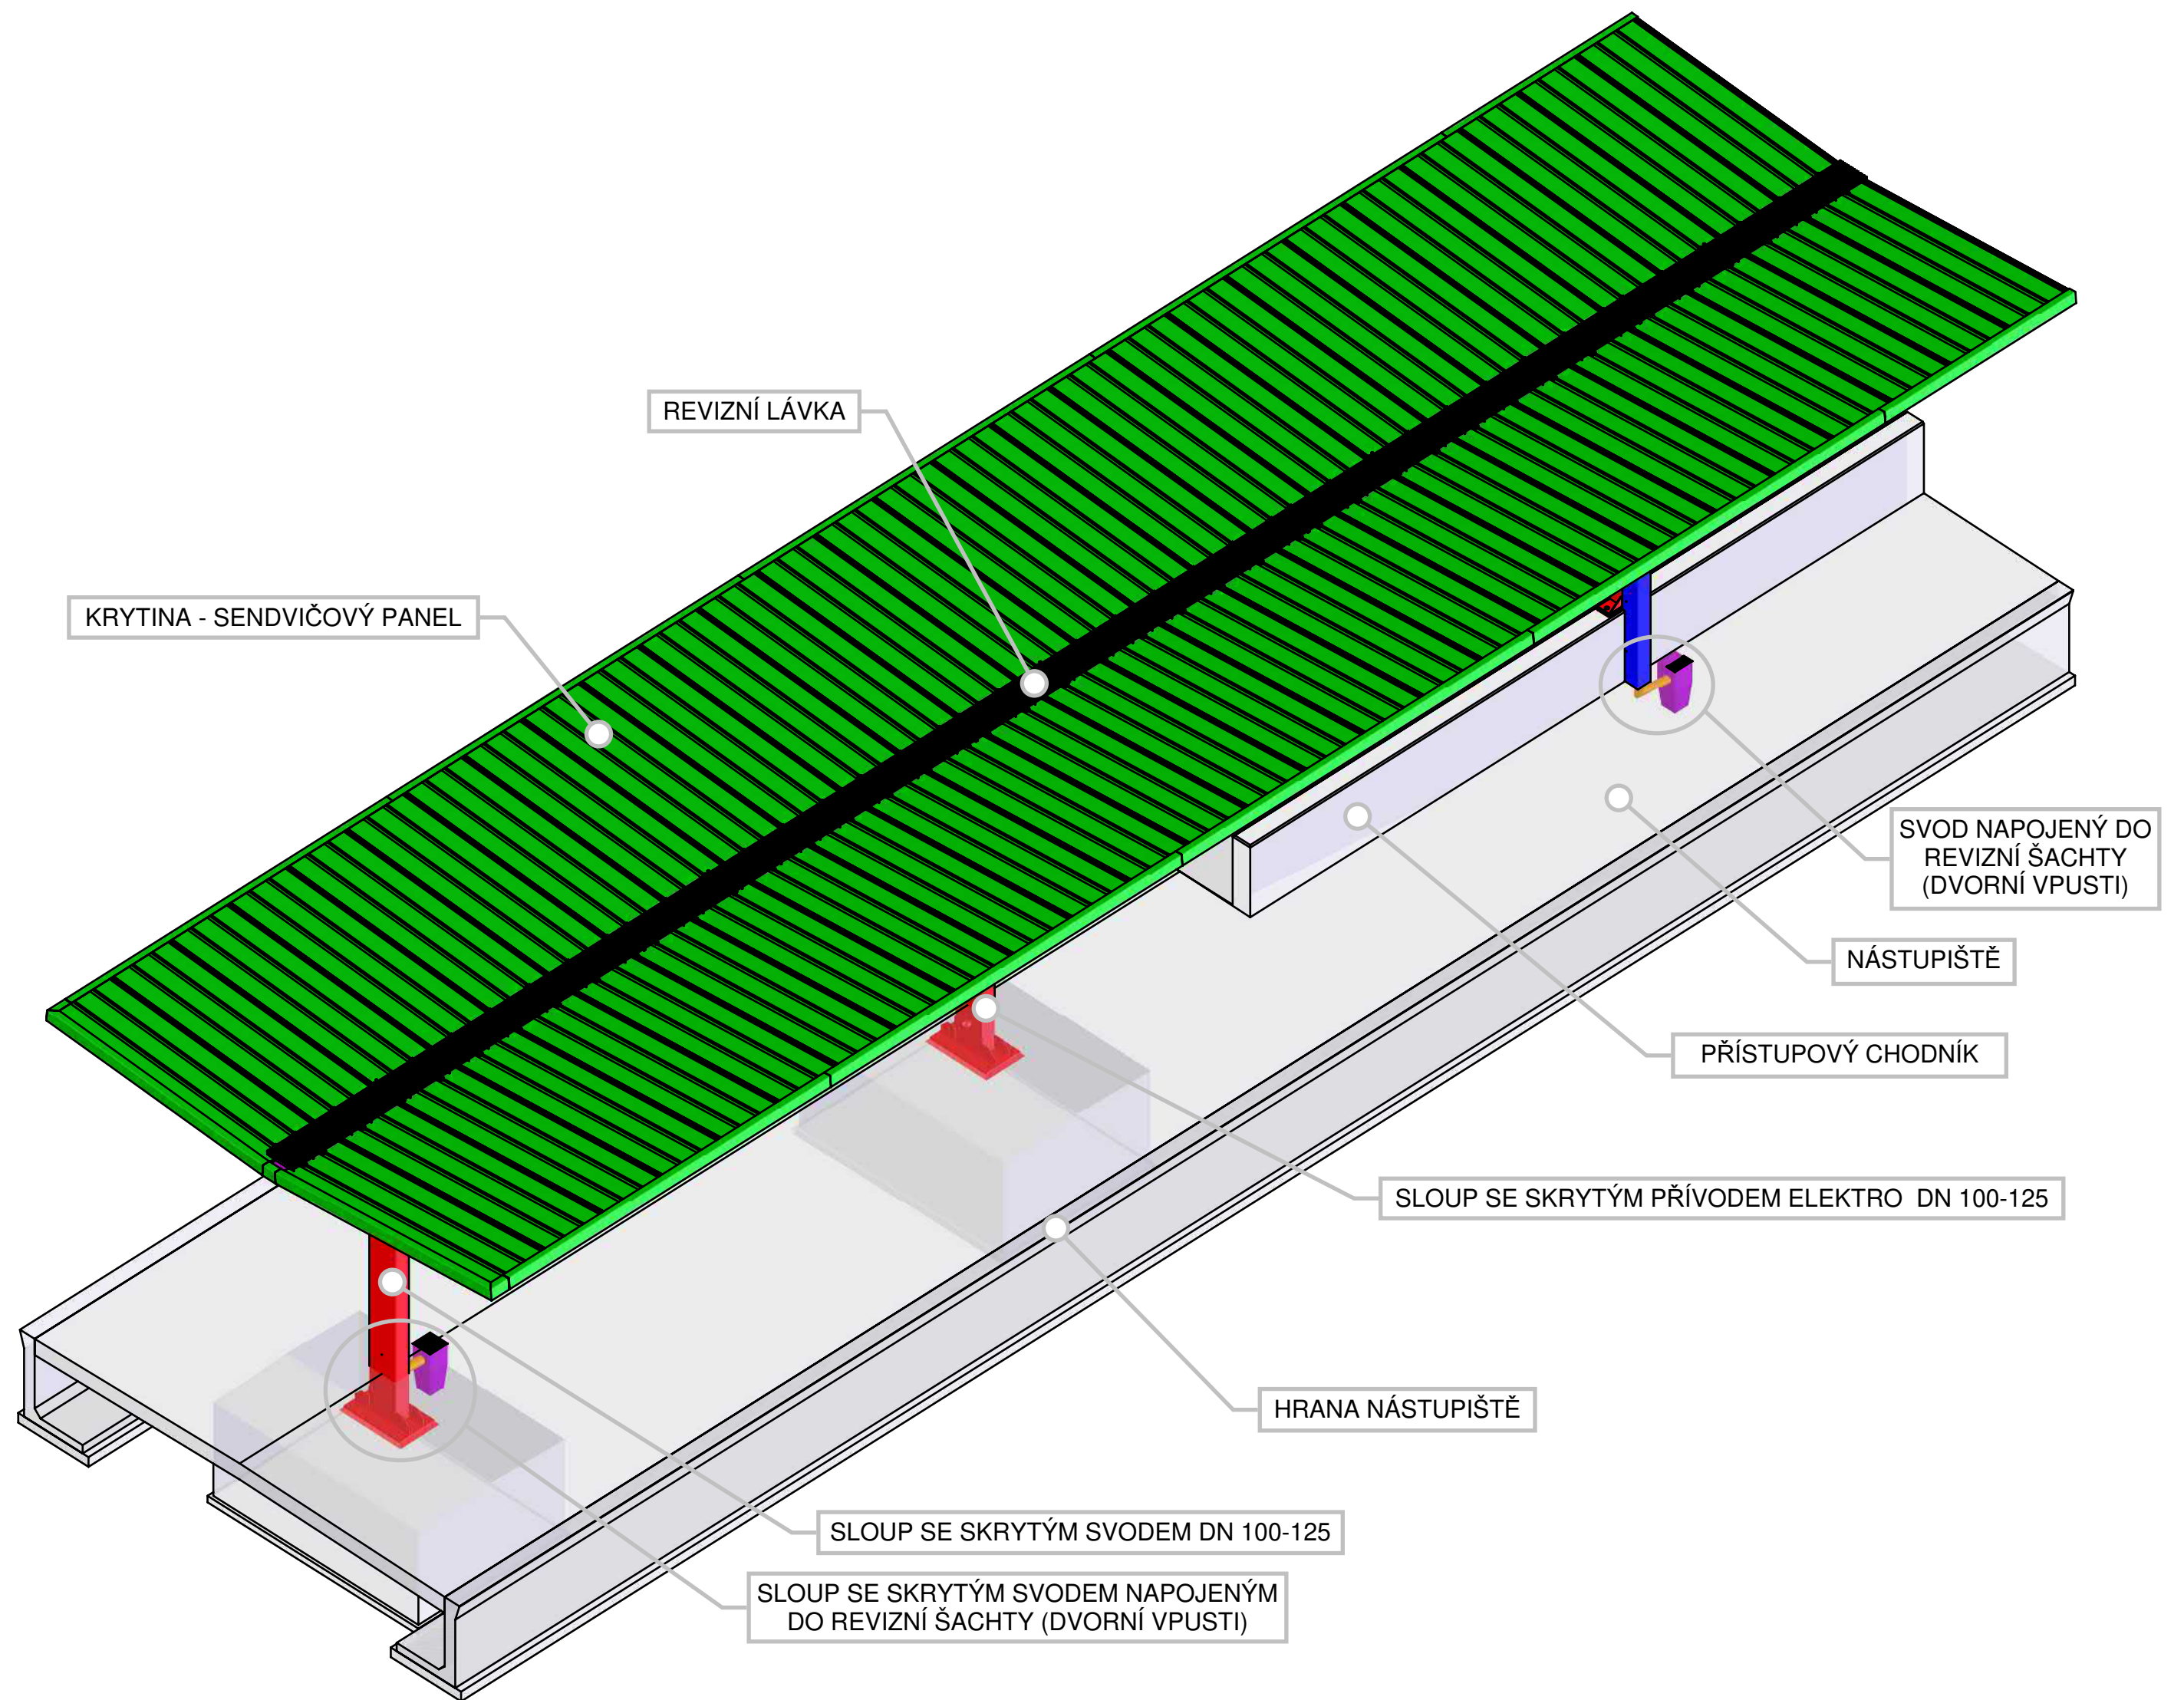 REVIZNÍ LÁVKA
KRYTINA - SENDVIČOVÝ PANEL
SVOD NAPOJENÝ DO
REVIZNÍ ŠACHTY
(DVORNÍ VPUSTI)
NÁSTUPIŠTĚ
PŘÍSTUPOVÝ CHODNÍK
SLOUP SE SKRYTÝM PŘÍVODEM ELEKTRO  DN 100-125
HRANA NÁSTUPIŠTĚ
SLOUP SE SKRYTÝM SVODEM DN 100-125
SLOUP SE SKRYTÝM SVODEM NAPOJENÝM
DO REVIZNÍ ŠACHTY (DVORNÍ VPUSTI)